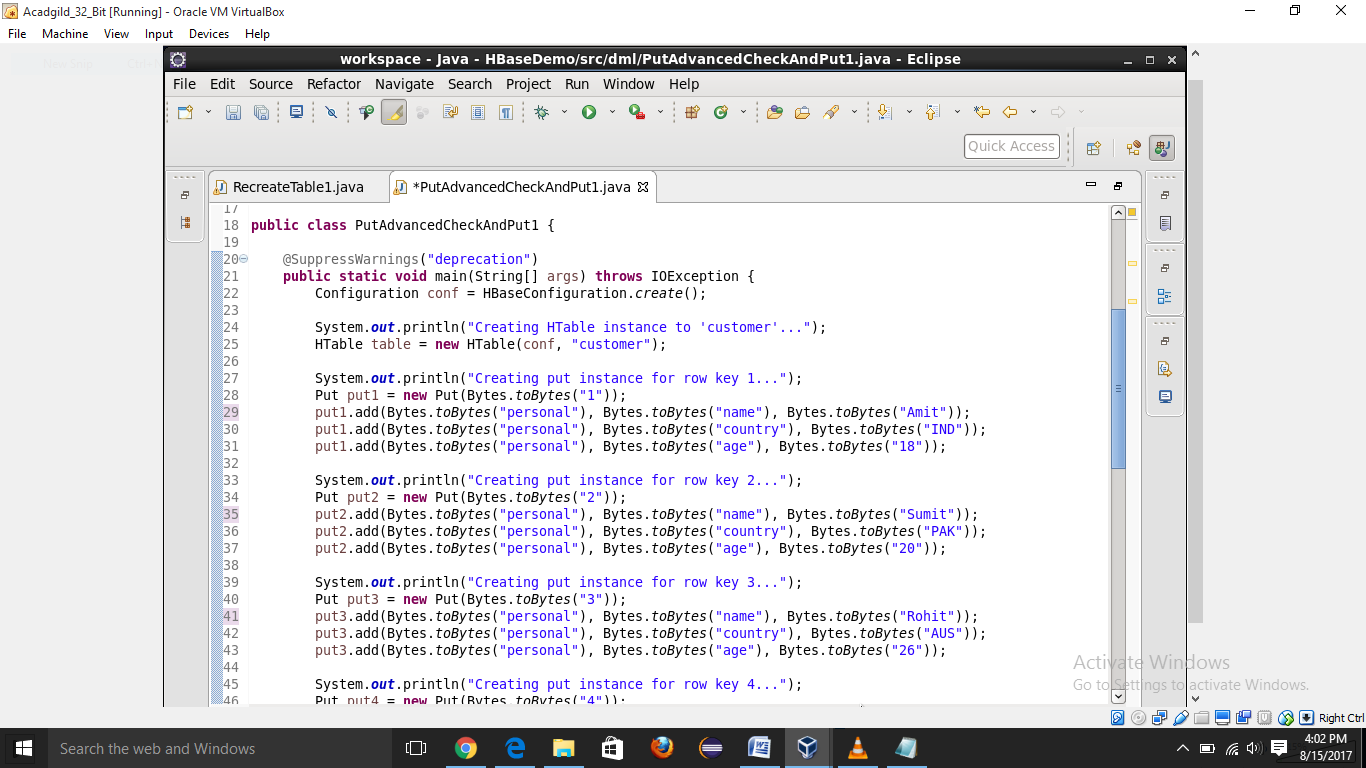 Acadgild_32_Bit [Running] - Oracle VM VirtualBox
File Machine View Input Devices Help
workspace - Java - HBaseDemo/src/dml/PutAdvancedCheckAndPut1.java - Eclipse
File Edit Source Refactor Navigate Search Project Run Window Help
Quick Access
RecreateTable1.java *PutAdvancedCheckAndPut1.java
17
18 public class PutAdvancedCheckAndPut1 {
19
20 @SuppressWarnings("deprecation")
21 public static void main(String[] args) throws IOException {
22 Configuration conf = HBaseConfiguration.create();
23
24 System.out.println("Creating HTable instance to 'customer'...");
25 HTable table = new HTable(conf, "customer");
26
27 System.out.println("Creating put instance for row key 1...");
28 Put put1 = new Put(Bytes.toBytes("1"));
29 put1.add(Bytes.toBytes("personal"), Bytes.toBytes("name"), Bytes.toBytes("Amit"));
30 put1.add(Bytes.toBytes("personal"), Bytes.toBytes("country"), Bytes.toBytes("IND"));
31 put1.add(Bytes.toBytes("personal"), Bytes.toBytes("age"), Bytes.toBytes("18"));
32
33 System.out.println("Creating put instance for row key 2...");
34 Put put2 = new Put(Bytes.toBytes("2"));
35 put2.add(Bytes.toBytes("personal"), Bytes.toBytes("name"), Bytes.toBytes("Sumit"));
36 put2.add(Bytes.toBytes("personal"), Bytes.toBytes("country"), Bytes.toBytes("PAK"));
37 put2.add(Bytes.toBytes("personal"), Bytes.toBytes("age"), Bytes.toBytes("20"));
38
39 System.out.println("Creating put instance for row key 3...");
40 Put put3 = new Put(Bytes.toBytes("3"));
41 put3.add(Bytes.toBytes("personal"), Bytes.toBytes("name"), Bytes.toBytes("Rohit"));
42 put3.add(Bytes.toBytes("personal"), Bytes.toBytes("country"), Bytes.toBytes("AUS"));
43 put3.add(Bytes.toBytes("personal"), Bytes.toBytes("age"), Bytes.toBytes("26"));
44
45 System.out.println("Creating put instance for row key 4...");
46 Put put4 = new Put(Bytes.toBytes("4"));
Activate Windows
Go to Settings to activate Windows.
Right Ctrl
Search the web and Windows
4:02 PM
8/15/2017